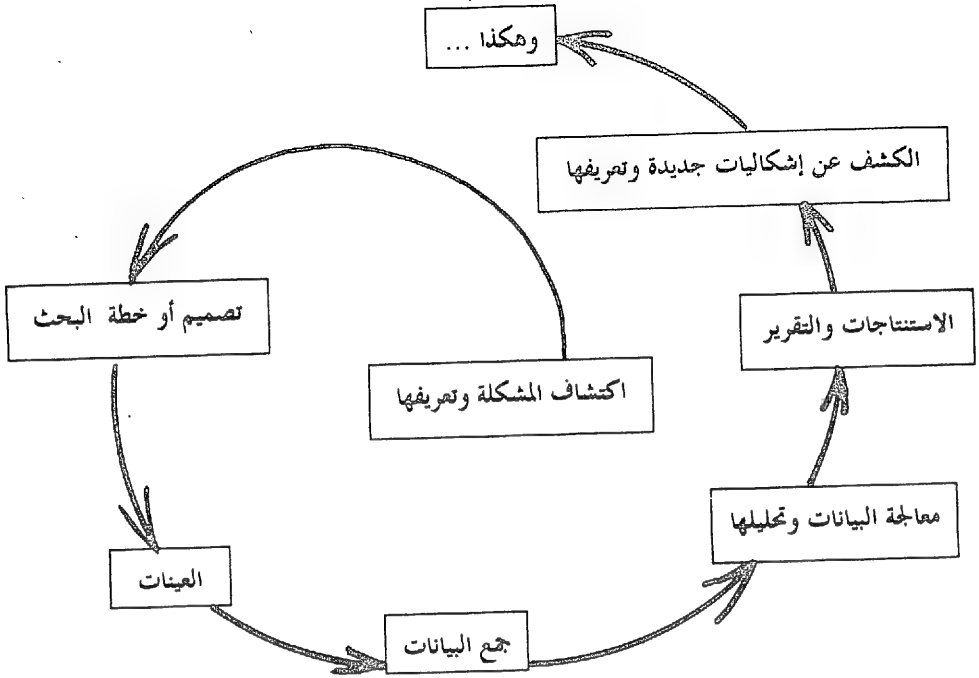 وهكذا ...
الكشف عن إشكاليات جديدة وتعريفها
تصميم أو خطة البحث
الاستنتاجات والتقرير
اكتشاف المشكلة وتعريفها
معالجة البيانات وتحليلها
العينات
جمع البيانات